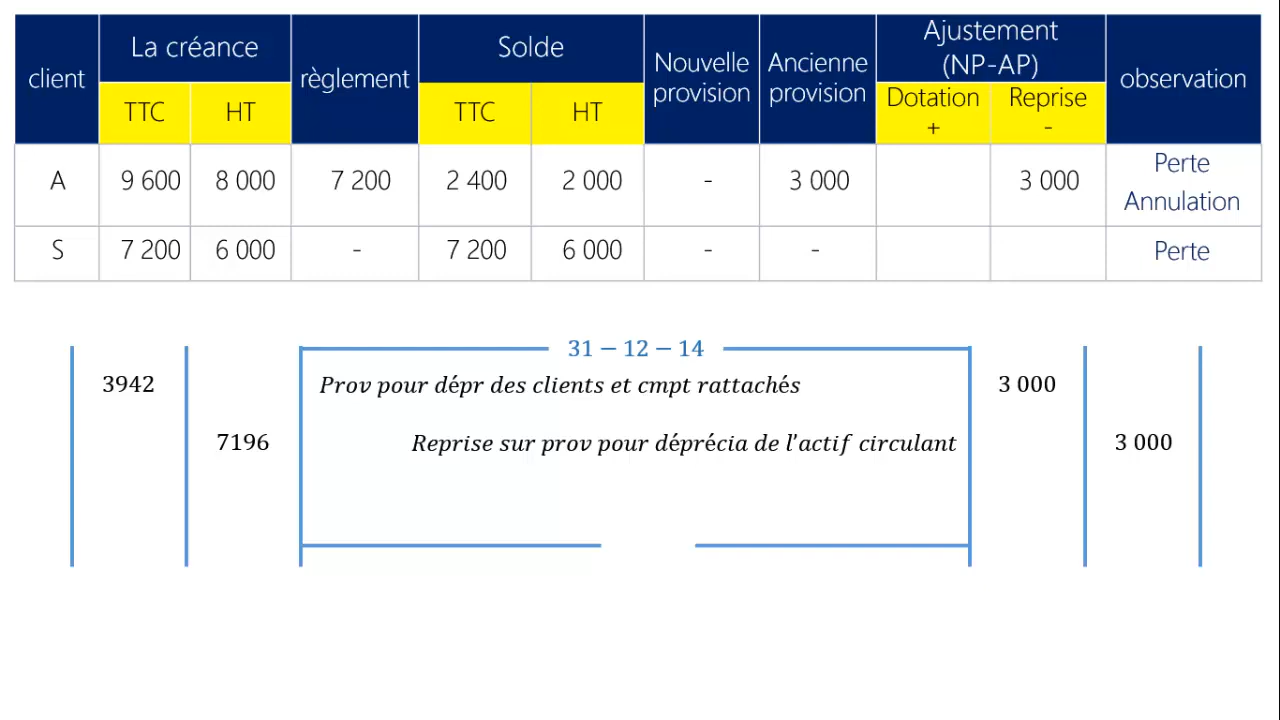 client
La créance
règlement
Solde
Nouvelle
provision
Ancienne
provision
Ajustement
(NP-AP)
observation
TTC
HT
TTC
HT
Dotation
+
Reprise
-
A
9 600
8 000
7 200
2 400
2 000
-
3 000
3 000
Perte
Annulation
S
7 200
6 000
-
7 200
6 000
-
-
Perte
31 − 12 − 14
3942
Prov pour dépr des clients et cmpt rattachés
3 000
7196
Reprise sur prov pour déprécia de l'actif circulant
3 000